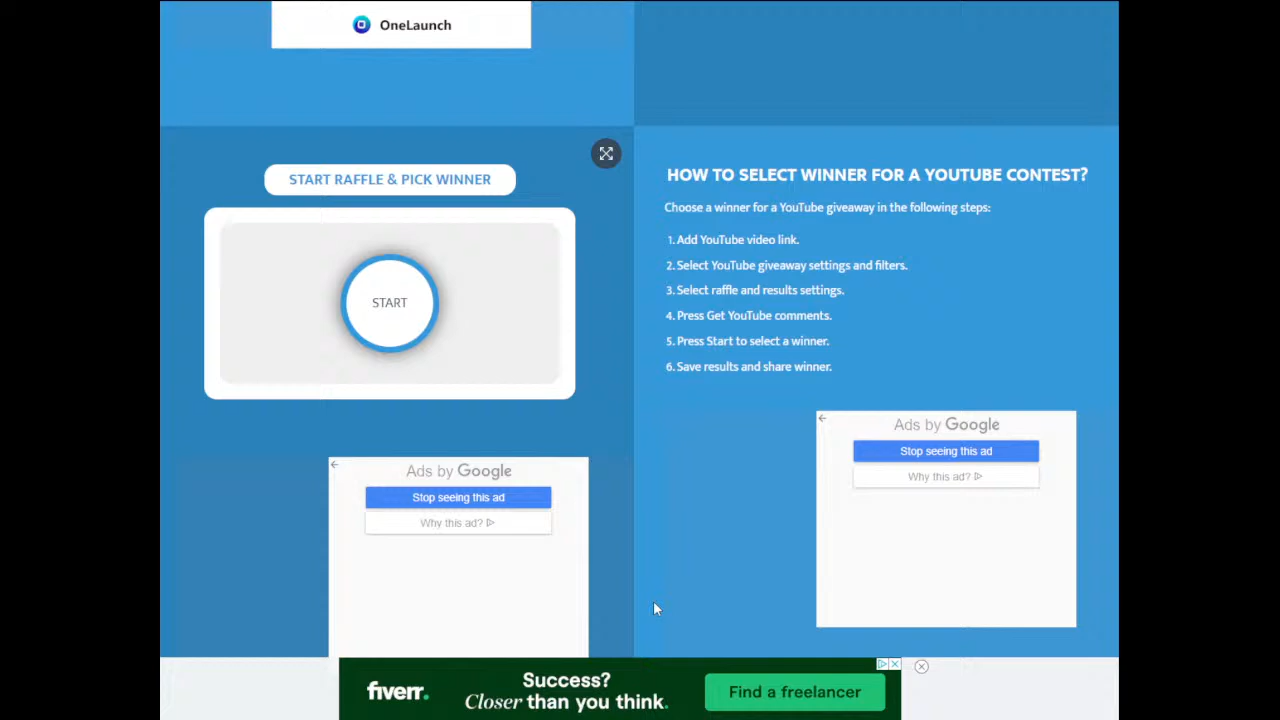 OneLaunch
START RAFFLE & PICK WINNER
START
HOW TO SELECT WINNER FOR A YOUTUBE CONTEST?
Choose a winner for a YouTube giveaway in the following steps:
1. Add YouTube video link.
2. Select YouTube giveaway settings and filters.
3. Select raffle and results settings.
4. Press Get YouTube comments.
5. Press Start to select a winner.
6. Save results and share winner.
Ads by Google
Stop seeing this ad
Why this ad?
Ads by Google
Stop seeing this ad
Why this ad?
fiverr.
Success?
Closer than you think.
Find a freelancer